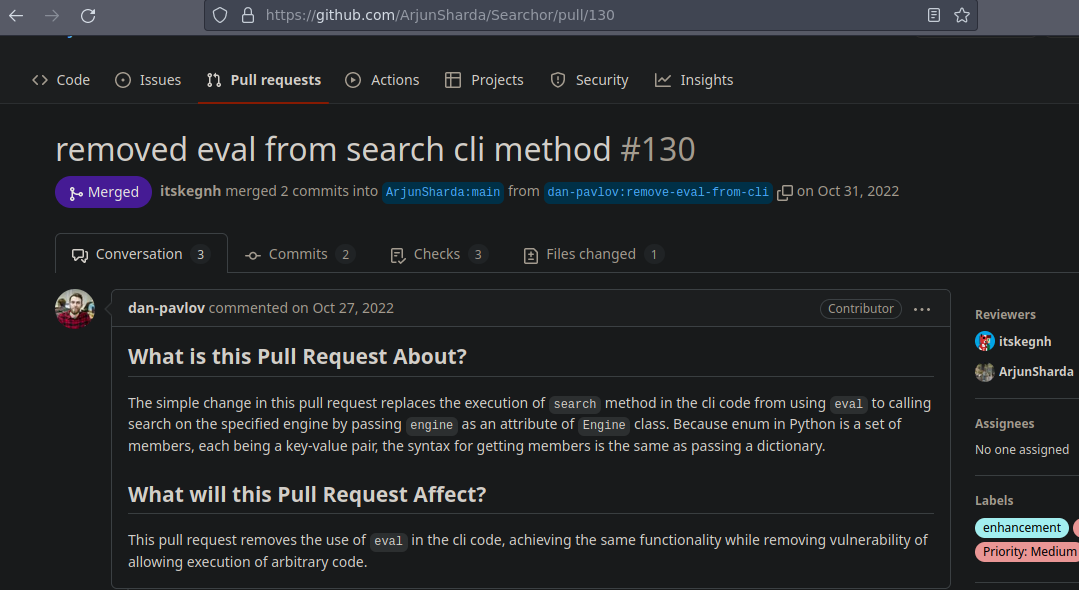 https://github.com/ArjunSharda/Searchor/pull/130
Code Issues Pull requests Actions Projects Security Insights
removed eval from search cli method #130
Merged itskegnh merged 2 commits into ArjunSharda:main from dan-pavlov:remove-eval-from-cli on Oct 31, 2022
Conversation 3 Commits 2 Checks 3 Files changed 1
dan-pavlov commented on Oct 27, 2022 Contributor
What is this Pull Request About?
The simple change in this pull request replaces the execution of search method in the cli code from using eval to calling
search on the specified engine by passing engine as an attribute of Engine class. Because enum in Python is a set of
members, each being a key-value pair, the syntax for getting members is the same as passing a dictionary.
What will this Pull Request Affect?
This pull request removes the use of eval in the cli code, achieving the same functionality while removing vulnerability of
allowing execution of arbitrary code.
Reviewers
itskegnh
ArjunSharda
Assignees
No one assigned
Labels
enhancement
Priority: Medium